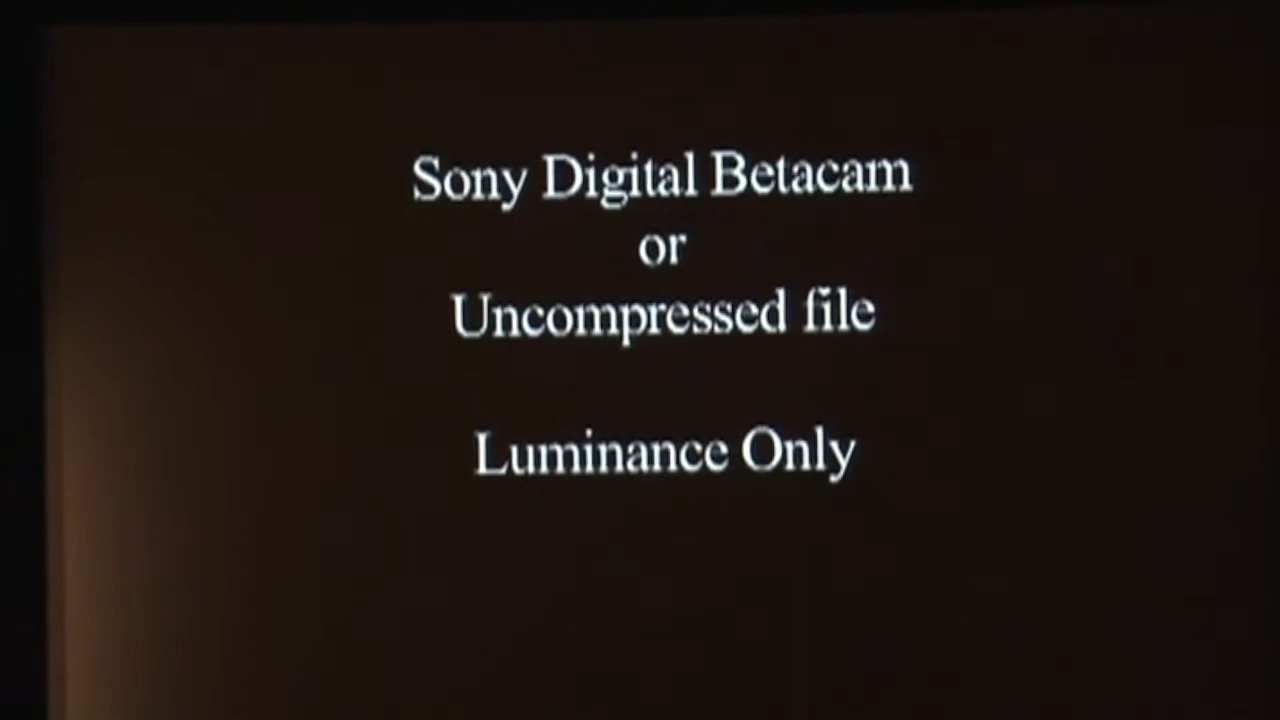 Sony Digital Betacam
or
Uncompressed file
Luminance Only